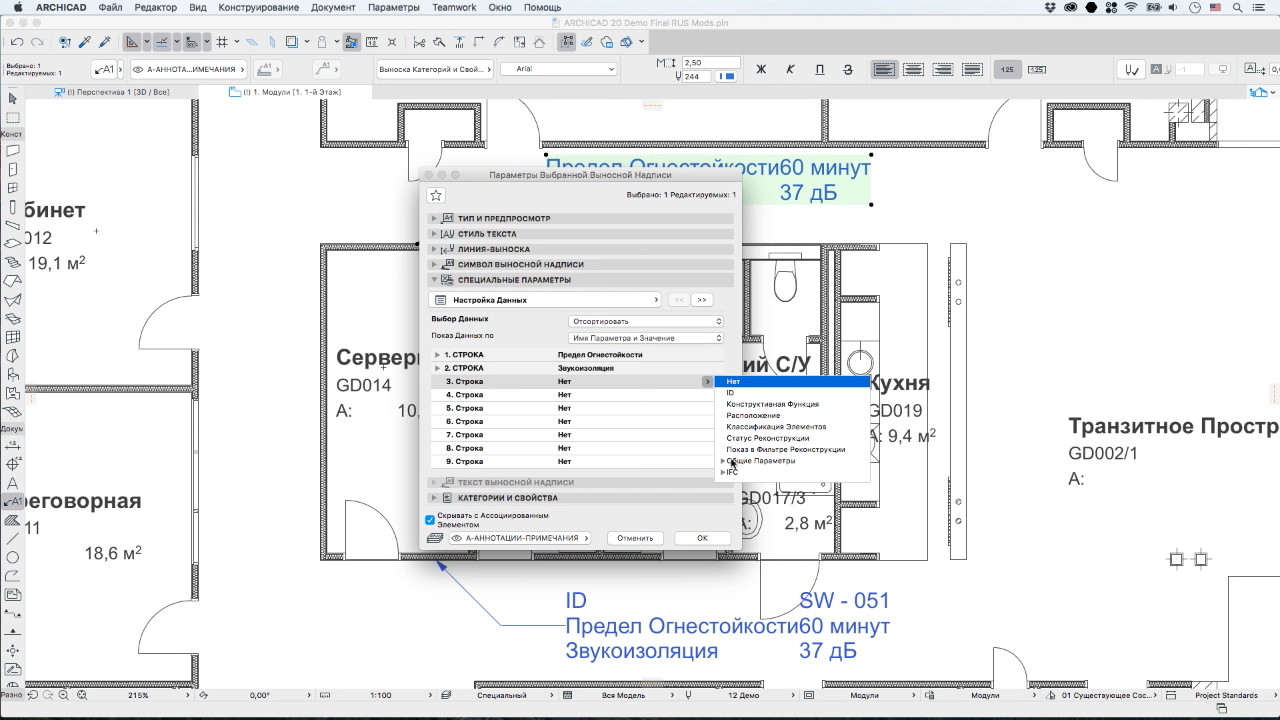 ARCHICAD Файл Редактор Вид Конструирование Документ Параметры Teamwork Окно Помощь
ARCHICAD 20 Demo Final RUS Mods.pln
Выбрано: 1
Редактируемых: 1
А-АННОТА...ИМЕЧАНИЯ
Выноска Категорий и Свой...
Arial
2,50
244
(!) Перспектива 1 [3D / Все]
(!) 1. Модули [1. 1-й Этаж]
Конст
Докум
Разно
Предел Огнестойкости60 минут
37 дБ
бинет
012
19,1 м²
Параметры Выбранной Выносной Надписи
Выбрано: 1 Редактируемых: 1
ТИП И ПРЕДПРОСМОТР
СТИЛЬ ТЕКСТА
ЛИНИЯ-ВЫНОСКА
СИМВОЛ ВЫНОСНОЙ НАДПИСИ
СПЕЦИАЛЬНЫЕ ПАРАМЕТРЫ
Настройка Данных
<< >>
Выбор Данных Отсортировать
Показ Данных по Имя Параметра и Значение
1. СТРОКА Предел Огнестойкости
2. СТРОКА Звукоизоляция
3. Строка Нет
4. Строка Нет
5. Строка Нет
6. Строка Нет
7. Строка Нет
8. Строка Нет
9. Строка Нет
Нет
ID
Конструктивная Функция
Расположение
Классификация Элементов
Статус Реконструкции
Показ в Фильтре Реконструкции
Общие Параметры
IFC
ТЕКСТ ВЫНОСНОЙ НАДПИСИ
КАТЕГОРИИ И СВОЙСТВА
Скрывать с Ассоциированным
Элементом
А-АННОТАЦИИ-ПРИМЕЧАНИЯ
Отменить
OK
GD014
A: 10,
ий С/У
GD017/3
A: 2,8 м²
Кухня
GD019
A: 9,4 м²
GD002/1
A:
реговорная
11
18,6 м²
ID SW - 051
Предел Огнестойкости60 минут
Звукоизоляция 37 дБ
215% 0,00° 1:100 Специальный Вся Модель 12 Демо Модули Модули 01 Существующее Сос... Project Standards